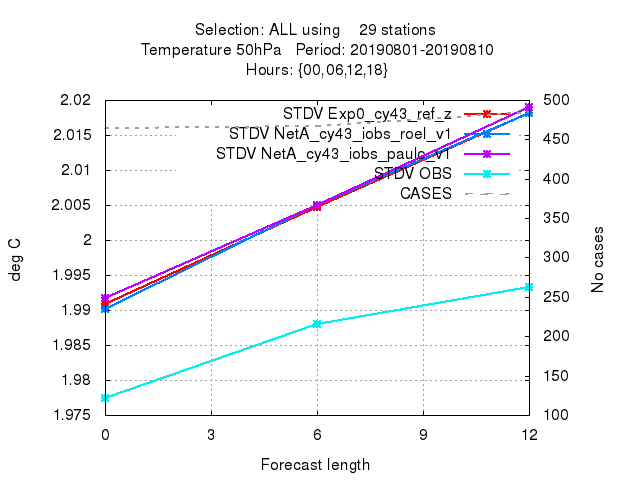 Selection: ALL using 29 stations
Temperature 50hPa Period: 20190801-20190810
Hours: {00,06,12,18}
STDV Exp0_cy43_ref_z
STDV NetA_cy43_iobs_roel_v1
STDV NetA_cy43_iobs_paulo_v1
STDV OBS
CASES
deg C
2.02
2.015
2.01
2.005
2
1.995
1.99
1.985
1.98
1.975
500
450
400
350
300
250
200
150
100
No cases
0 3 6 9 12
Forecast length